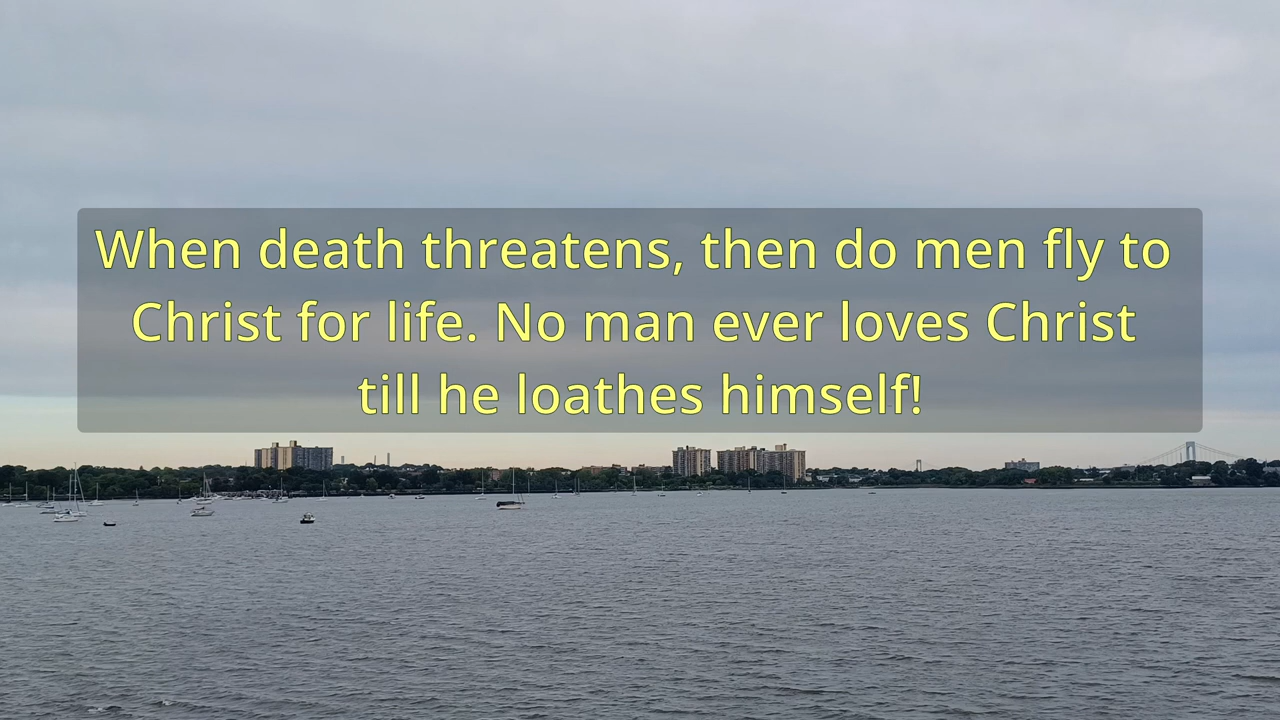 When death threatens, then do men fly to
Christ for life. No man ever loves Christ
till he loathes himself!